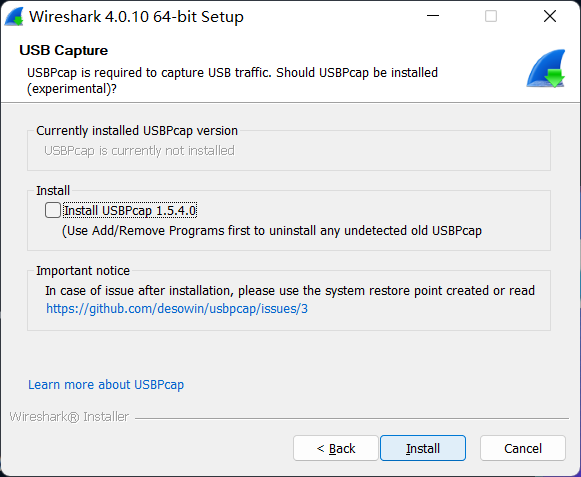 Wireshark 4.0.10 64-bit Setup
USB Capture
USBPcap is required to capture USB traffic. Should USBPcap be installed
(experimental)?
Currently installed USBPcap version
USBPcap is currently not installed
Install
Install USBPcap 1.5.4.0
(Use Add/Remove Programs first to uninstall any undetected old USBPcap
Important notice
In case of issue after installation, please use the system restore point created or read
https://github.com/desowin/usbpcap/issues/3
Learn more about USBPcap
Wireshark® Installer
< Back Install Cancel